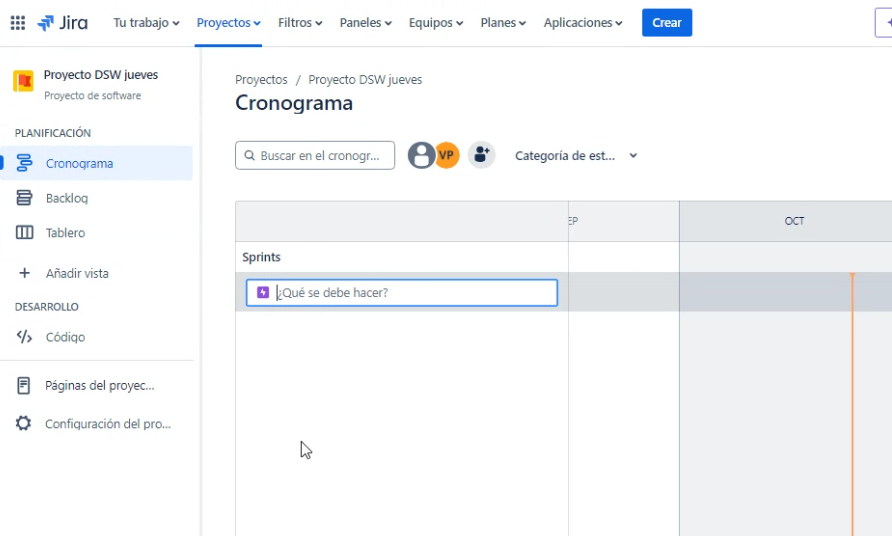 Jira Tu trabajo Proyectos Filtros Paneles Equipos Planes Aplicaciones Crear
Proyecto DSW jueves
Proyecto de software
PLANIFICACIÓN
Cronograma
Backlog
Tablero
Añadir vista
DESARROLLO
Código
Páginas del proyec...
Configuración del pro...
Proyectos / Proyecto DSW jueves
Cronograma
Buscar en el cronogr... VP Categoría de est...
EP OCT
Sprints
¿Qué se debe hacer?